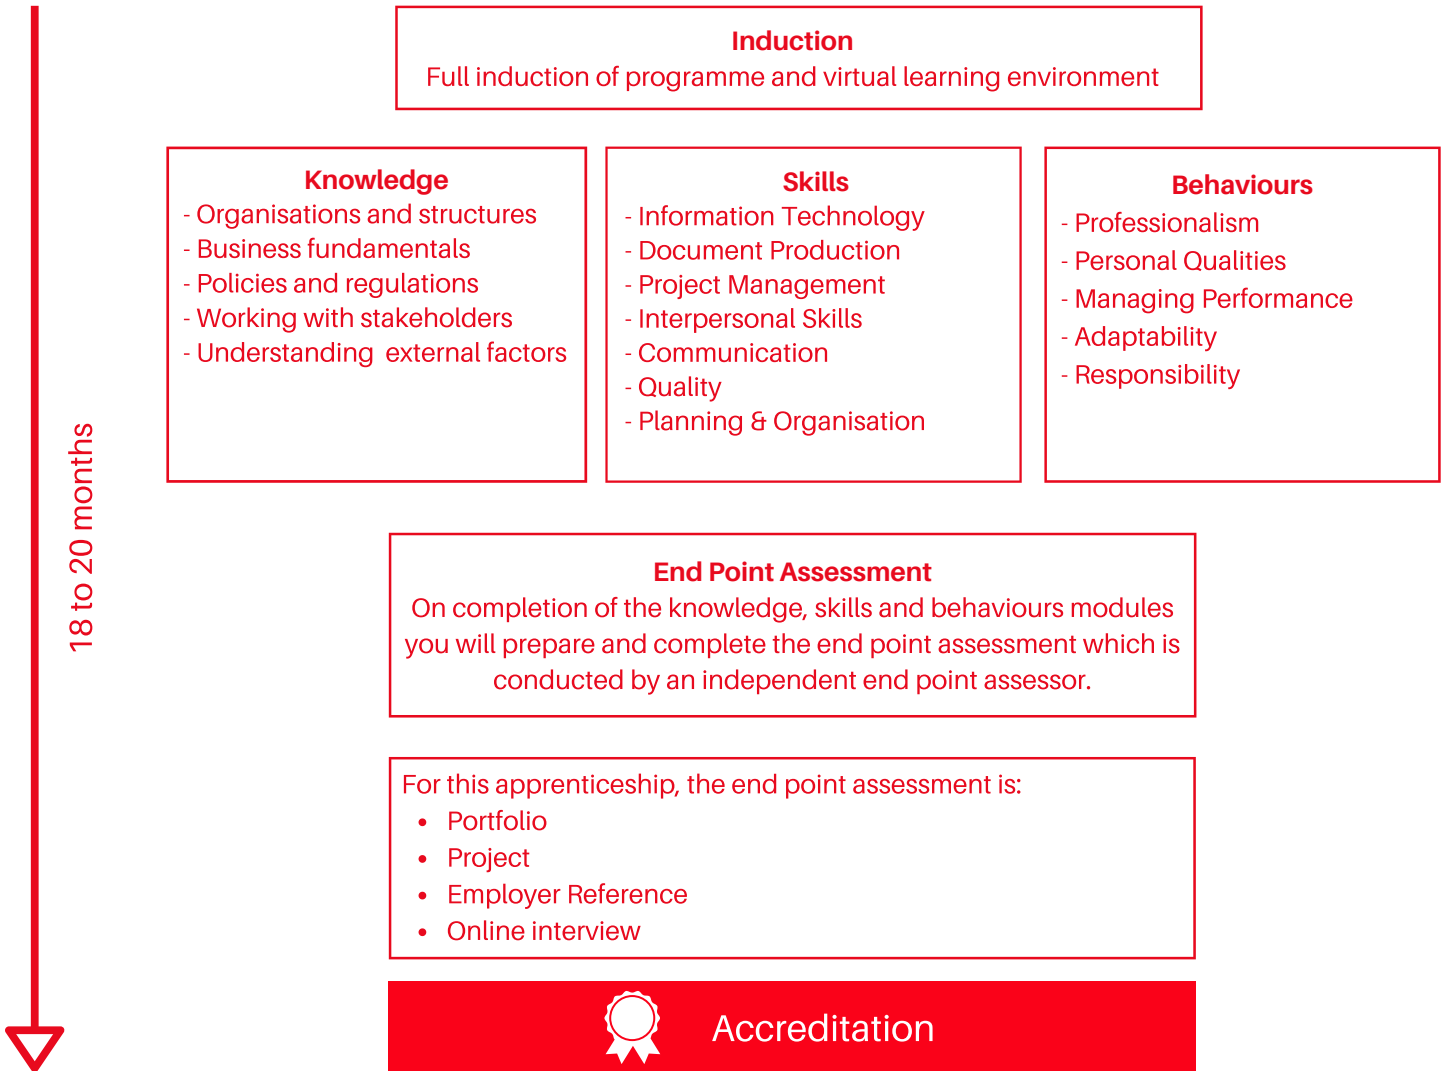 Induction
Full induction of programme and virtual learning environment
Knowledge
- Organisations and structures
- Business fundamentals
- Policies and regulations
- Working with stakeholders
- Understanding  external factors
Skills
- Information Technology
- Document Production
- Project Management
- Interpersonal Skills
- Communication
- Quality
- Planning & Organisation
Behaviours
- Professionalism
- Personal Qualities
- Managing Performance
- Adaptability
- Responsibility
18 to 20 months
End Point Assessment
On completion of the knowledge, skills and behaviours modules
you will prepare and complete the end point assessment which is
conducted by an independent end point assessor.
For this apprenticeship, the end point assessment is:
• Portfolio
• Project
• Employer Reference
• Online interview
Accreditation